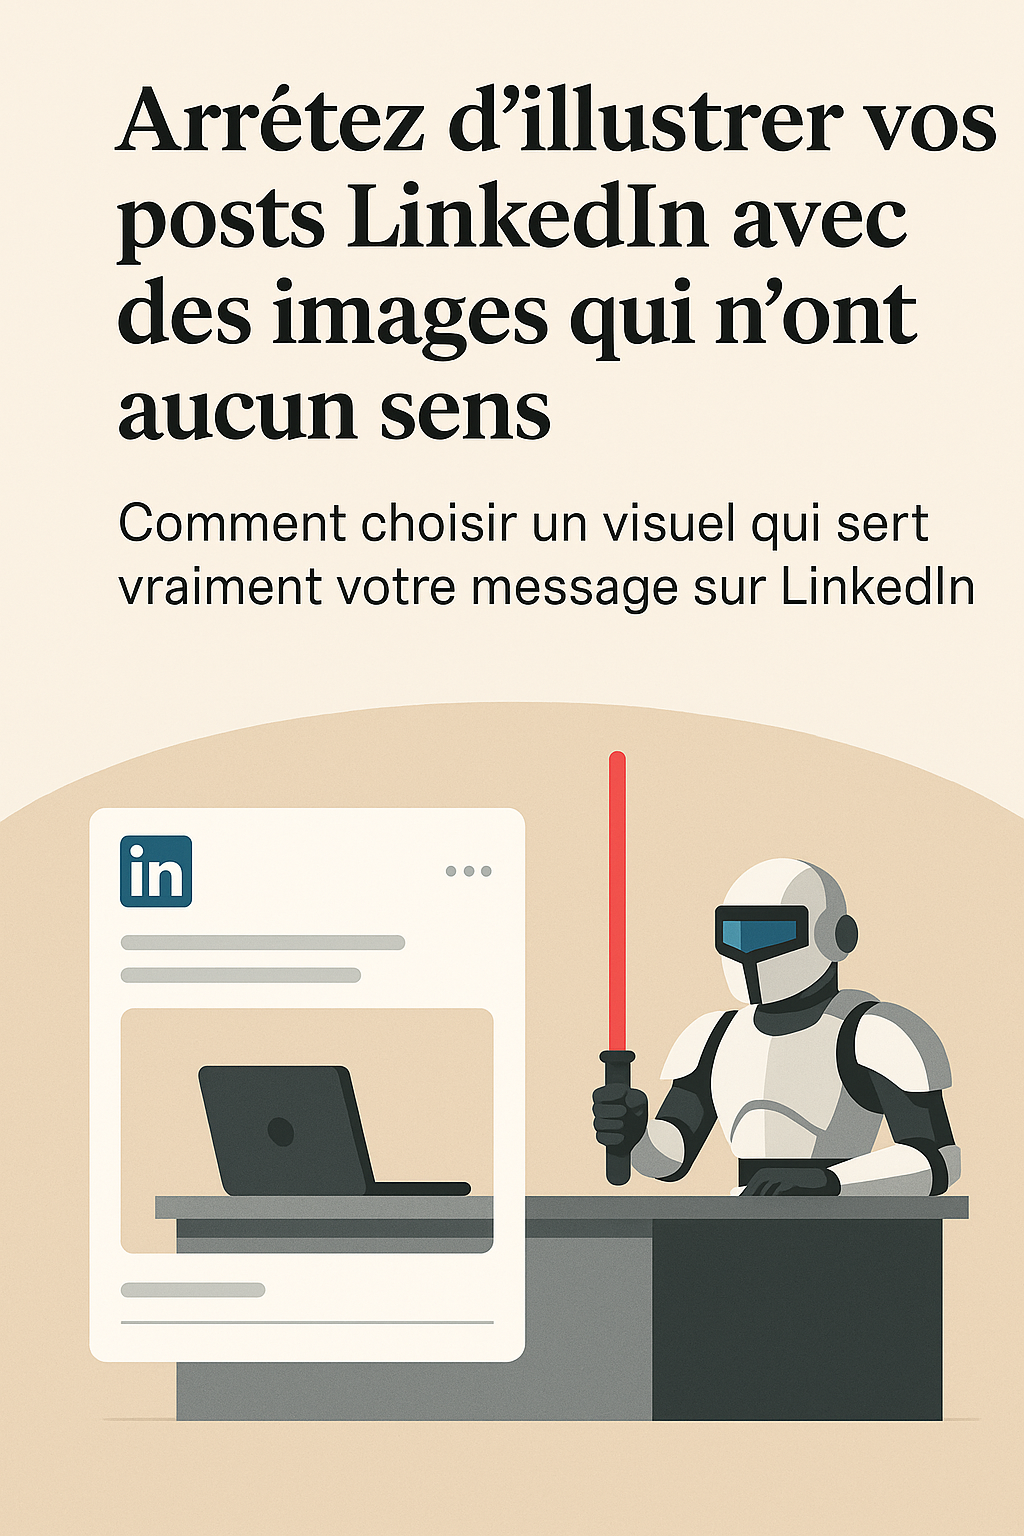 Arrétez d’illustrer vos
posts LinkedIn avec
des images qui n’ont
aucun sens
Comment choisir un visuel qui sert
vraiment votre message sur LinkedIn
in